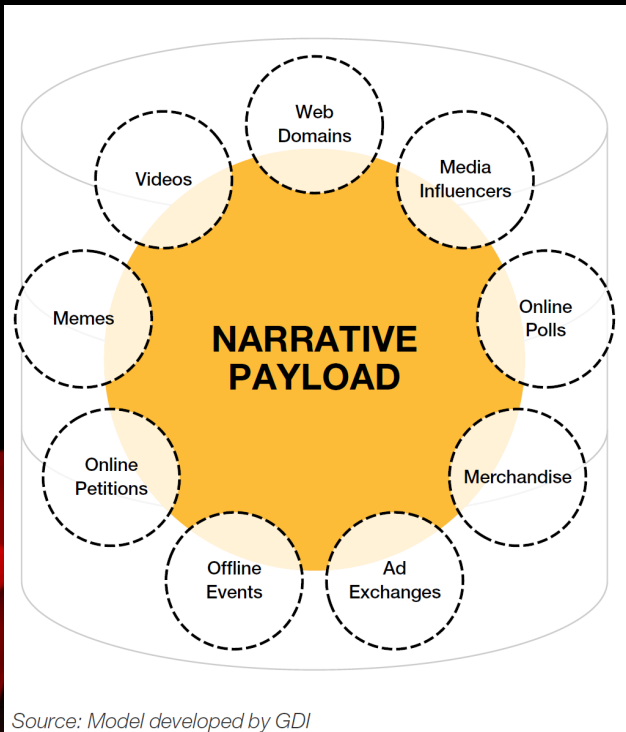 Web
Domains
Media
Influencers
Videos
Online
Polls
Memes
NARRATIVE
PAYLOAD
Online
Petitions
Merchandise
Offline
Events
Ad
Exchanges
Source: Model developed by GDI